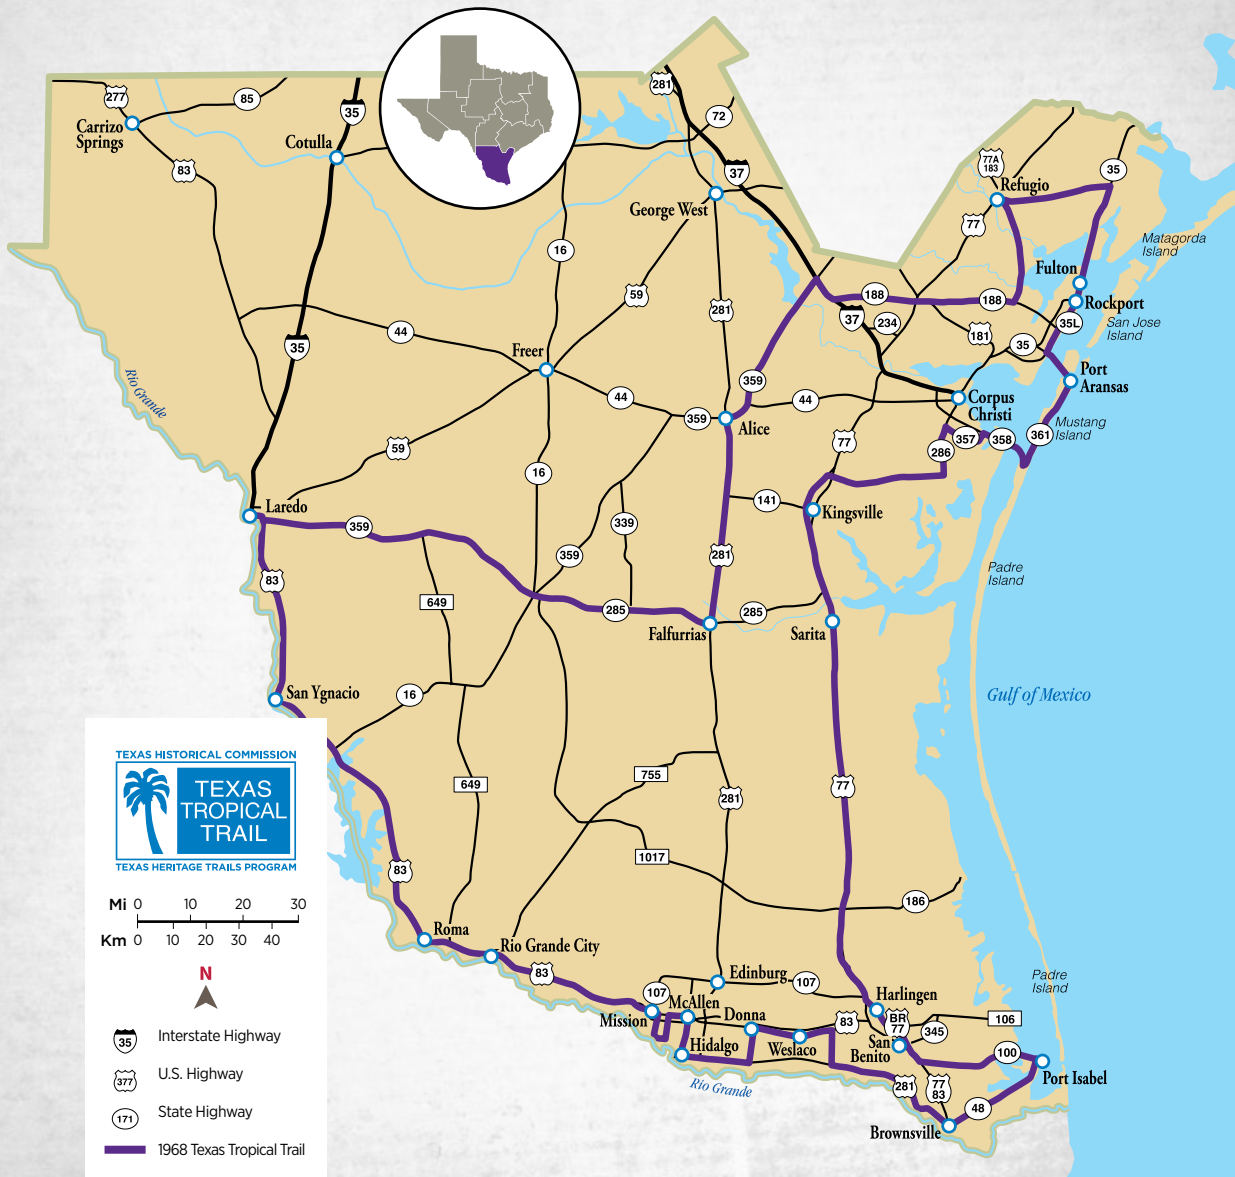 281
72
277
85
35
Carrizo
Springs
Cotulla
83
37
77A
183
35
Refugio
George West
77
Matagorda
Island
16
Fulton
59
188
188
Rockport
281
37
234
35L
San Jose
Island
44
35
181
35
Freer
Port
Aransas
Rio Grande
359
44
44
Corpus
Christi
359
Alice
Mustang
Island
59
77
286
357
358
361
16
141
Laredo
Kingsville
359
339
359
281
83
Padre
Island
649
285
285
Falfurrias
Sarita
San Ygnacio
16
Gulf of Mexico
TEXAS HISTORICAL COMMISSION
TEXAS
TROPICAL
TRAIL
TEXAS HERITAGE TRAILS PROGRAM
755
649
281
77
1017
83
186
Mi 0 10 20 30
Km 0 10 20 30 40
Roma
Rio Grande City
N
83
Edinburg
107
Padre
Island
107
McAllen
Harlingen
Mission
Donna
83
BR
77
106
345
35 Interstate Highway
Hidalgo
Weslaco
San
Benito
100
377 U.S. Highway
Rio Grande
281
77
83
Port Isabel
171 State Highway
48
Brownsville
1968 Texas Tropical Trail